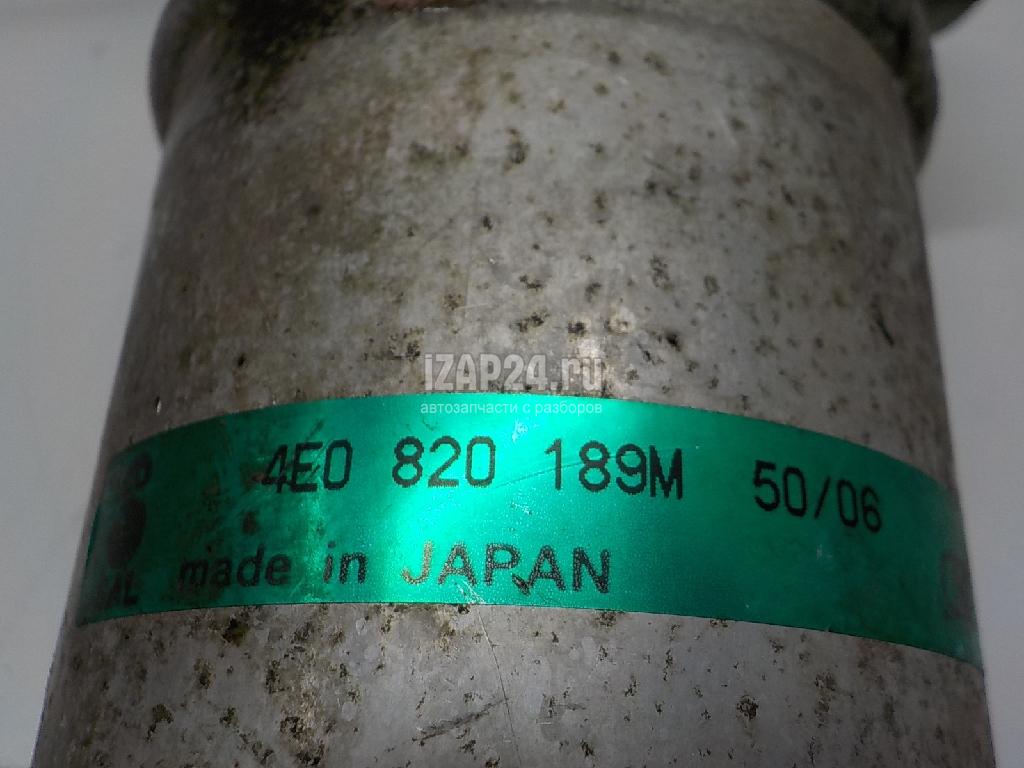 iZAP24.ru
автозапчасти с разборов
4E0 820 189M 50/06
made in JAPAN